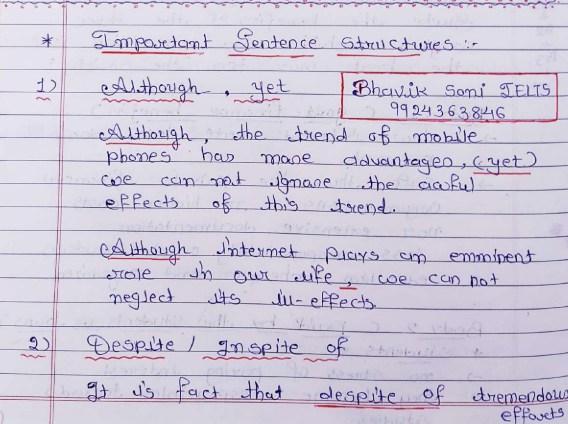 * Important Sentence structures :-
1) Although , yet
Bhavik Soni IELTS
9924363846
Although, the trend of mobile
phones has more advantages, (yet)
we can not ignore the awful
effects of this trend.
Although internet plays an emminent
role in our life, we can not
neglect its ill-effects
2) Despite / Inspite of
It is fact that despite of tremendous
efforts